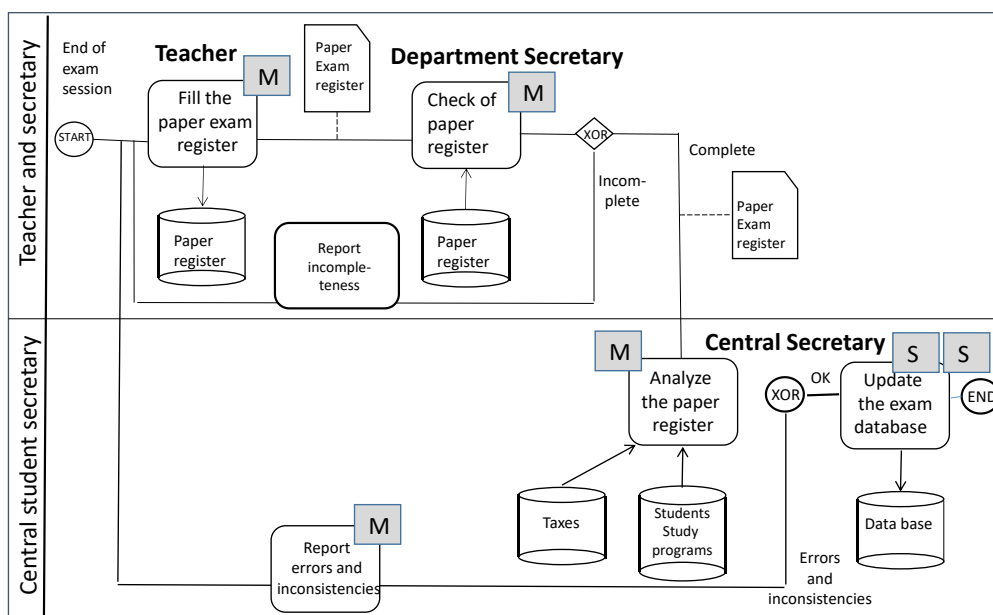 Teacher and secretary
End of
exam
session
Teacher
M
Paper
Exam
register
Department Secretary
M
START
Fill the
paper exam
register
Check of
paper
register
XOR
Complete
Incom-
plete
Paper
Exam
register
Paper
register
Report
incomple-
teness
Paper
register
Central student secretary
Central Secretary
M
S
S
Analyze
the paper
register
XOR
OK
Update
the exam
database
END
Taxes
Students
Study
programs
Data base
M
Report
errors and
inconsistencies
Errors
and
inconsistencies